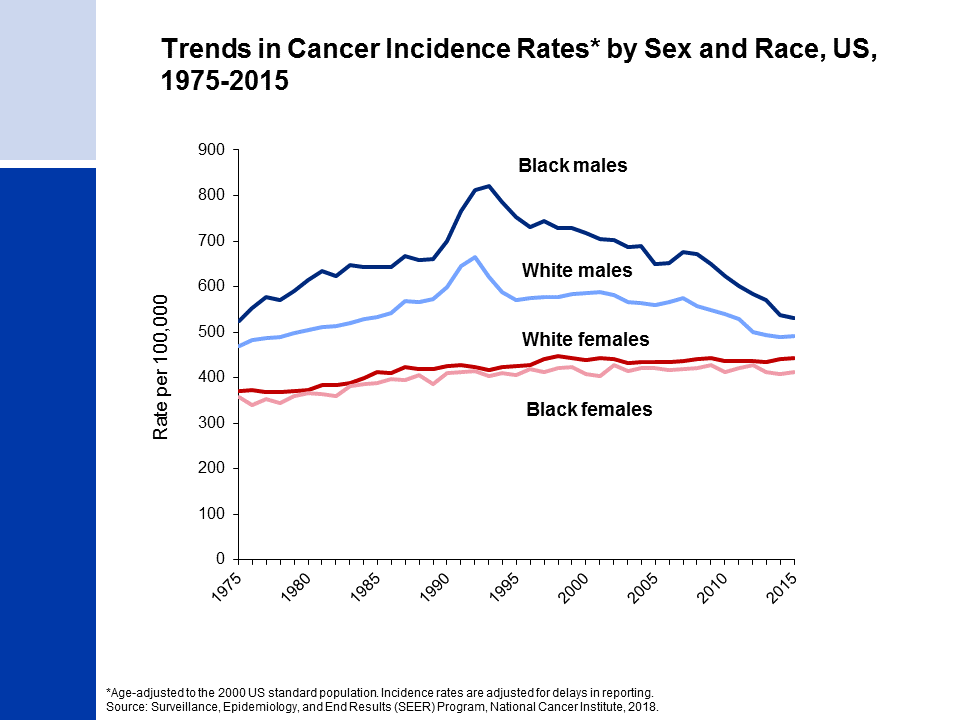 Trends in Cancer Incidence Rates* by Sex and Race, US,
1975-2015
900
800
700
600
500
400
300
200
100
0
Rate per 100,000
Black males
White males
White females
Black females
1975
1980
1985
1990
1995
2000
2005
2010
2015
*Age-adjusted to the 2000 US standard population. Incidence rates are adjusted for delays in reporting.
Source: Surveillance, Epidemiology, and End Results (SEER) Program, National Cancer Institute, 2018.